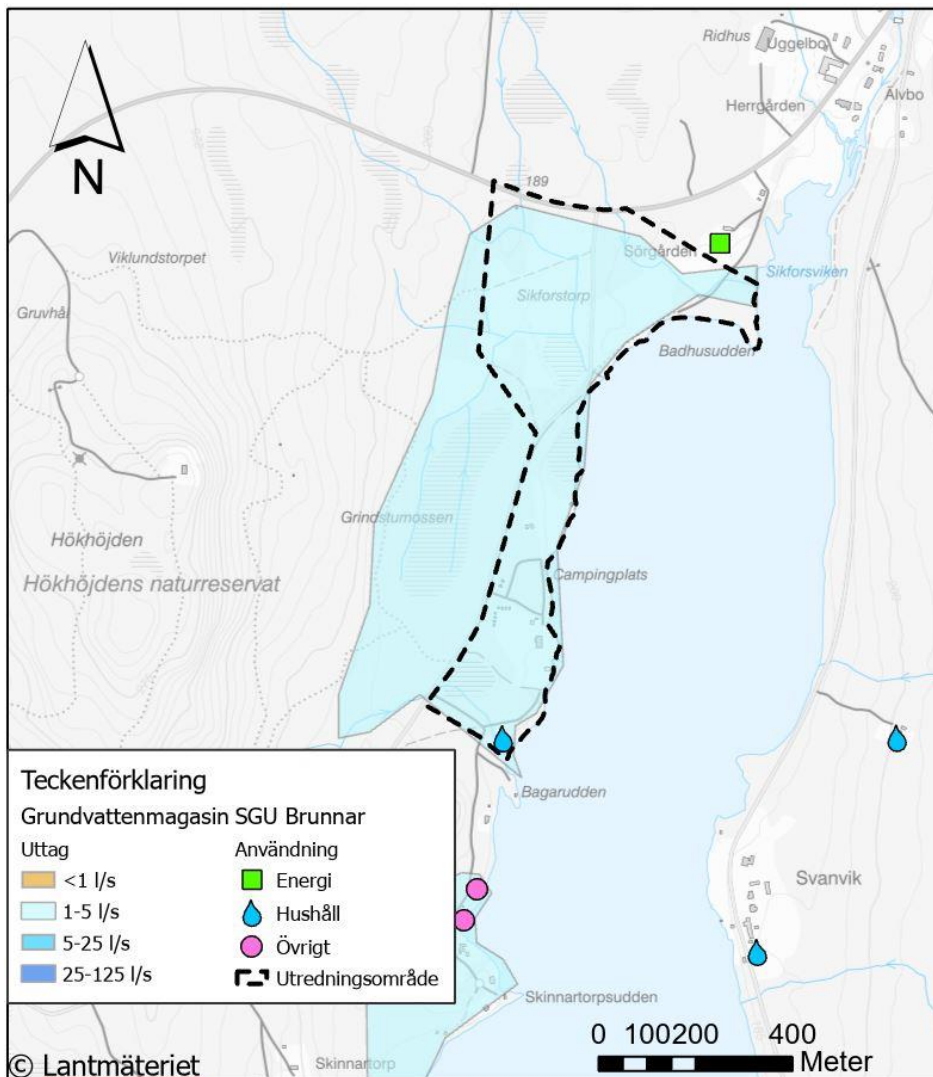 Ridhus
Uggelbo
Älvbo
Herrgården
N
189
Viklundstorpet
Sörgården
Sikforsviken
Gruvhål
Sikforstorp
Badhusudden
Grindstumossen
Hökhöjden
Campingplats
Hökhöjdens naturreservat
Bagarudden
Svanvik
Teckenförklaring
Grundvattenmagasin SGU Brunnar
Uttag Användning
<1 l/s Energi
1-5 l/s Hushåll
5-25 l/s Övrigt
25-125 l/s Utredningsområde
Skinnartorpsudden
0 100 200 400
Meter
Skinnartorp
© Lantmäteriet